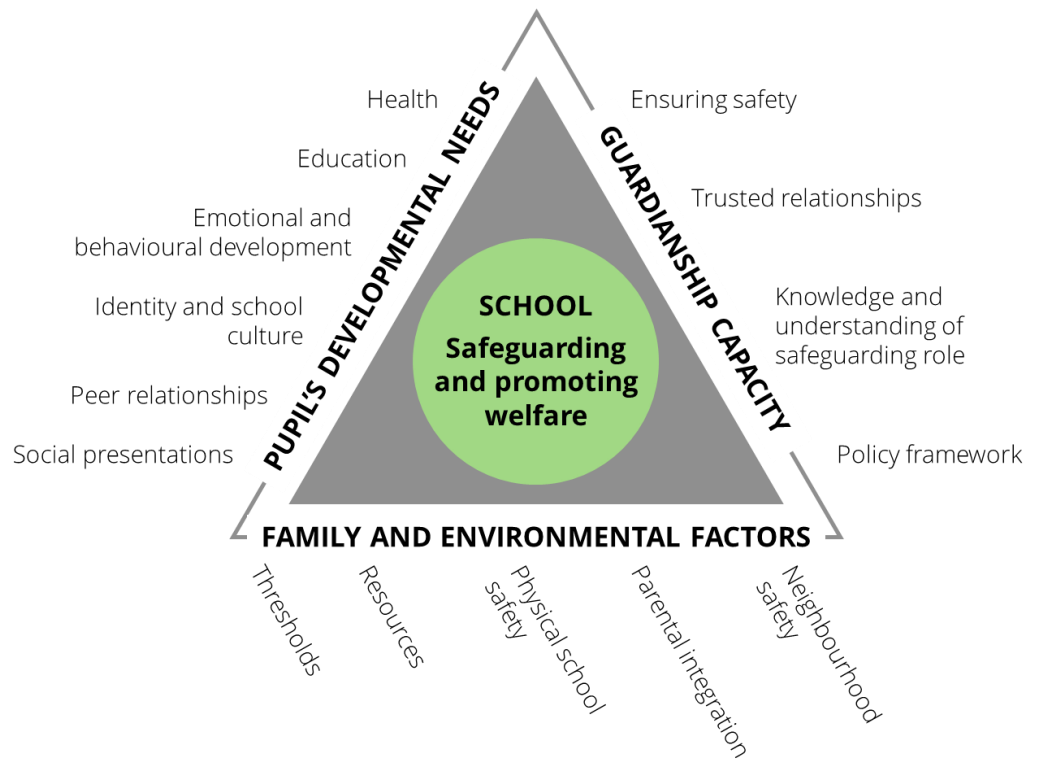 Health
Education
Emotional and
behavioural development
Identity and school
culture
Peer relationships
Social presentations
PUPIL'S DEVELOPMENTAL NEEDS
GUARDIANSHIP CAPACITY
Ensuring safety
Trusted relationships
Knowledge and
understanding of
safeguarding role
Policy framework
SCHOOL
Safeguarding
and promoting
welfare
FAMILY AND ENVIRONMENTAL FACTORS
Thresholds
Resources
Physical school
safety
Parental integration
Neighbourhood
safety